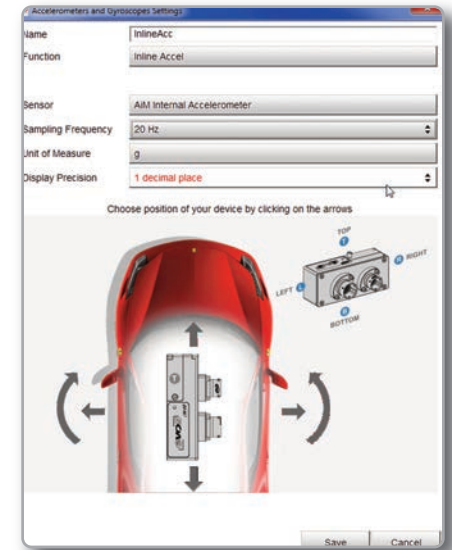 Accelerometers and Gyroscopes Settings
Name InlineAcc
Function Inline Accel
Sensor AiM Internal Accelerometer
Sampling Frequency 20 Hz
Unit of Measure g
Display Precision 1 decimal place
Choose position of your device by clicking on the arrows
TOP
T
R RIGHT
LEFT L
B
BOTTOM
T
Save Cancel